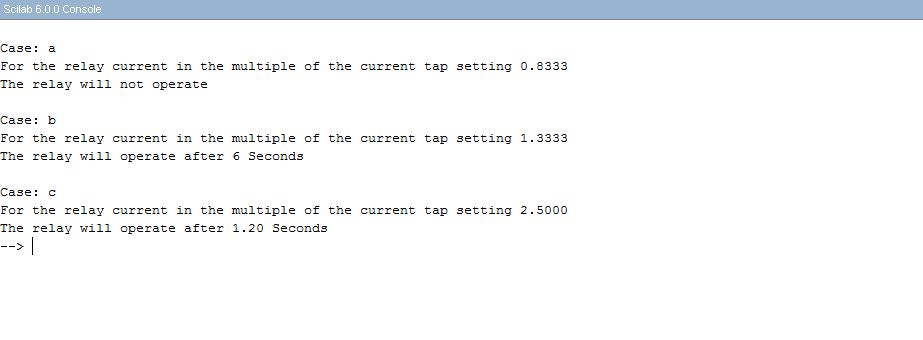 Scilab 6.0.0 Console
Case: a
For the relay current in the multiple of the current tap setting 0.8333
The relay will not operate
Case: b
For the relay current in the multiple of the current tap setting 1.3333
The relay will operate after 6 Seconds
Case: c
For the relay current in the multiple of the current tap setting 2.5000
The relay will operate after 1.20 Seconds
-->